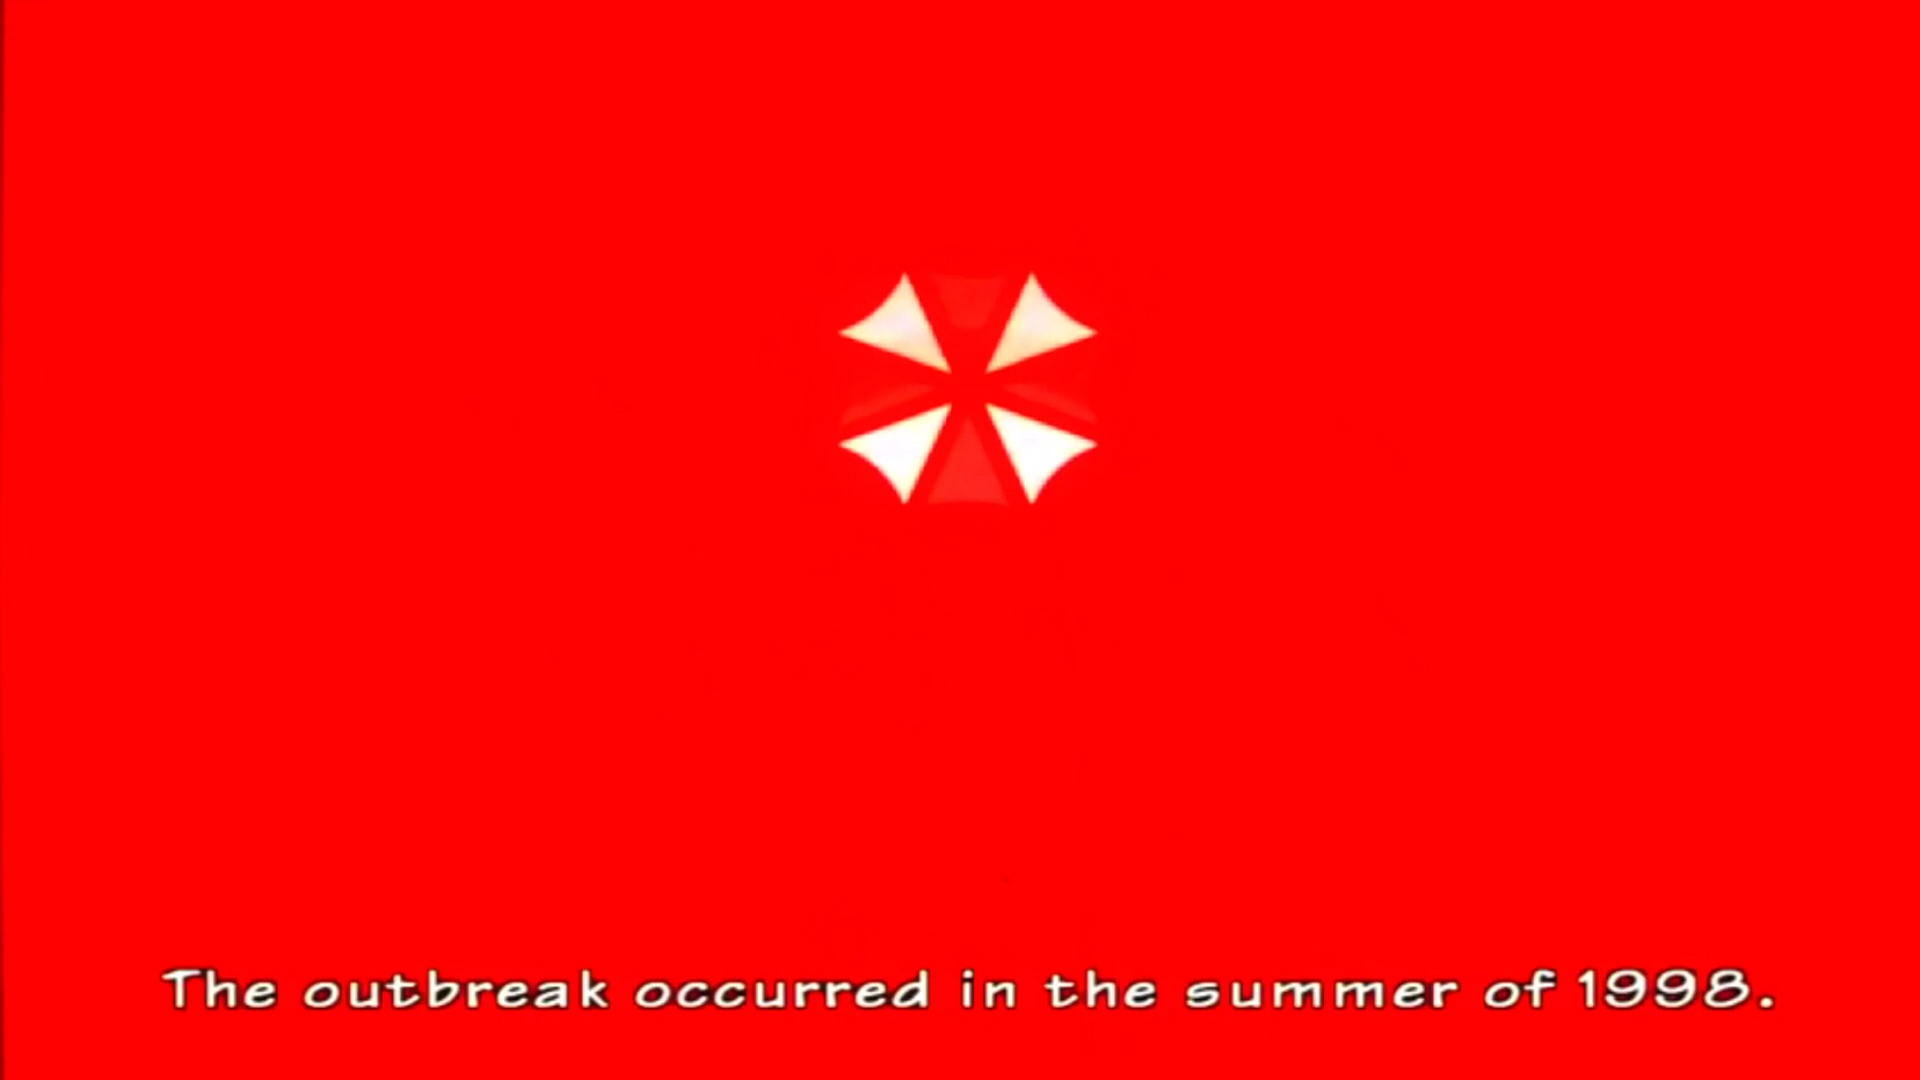 The outbreak occurred in the summer of 1998.